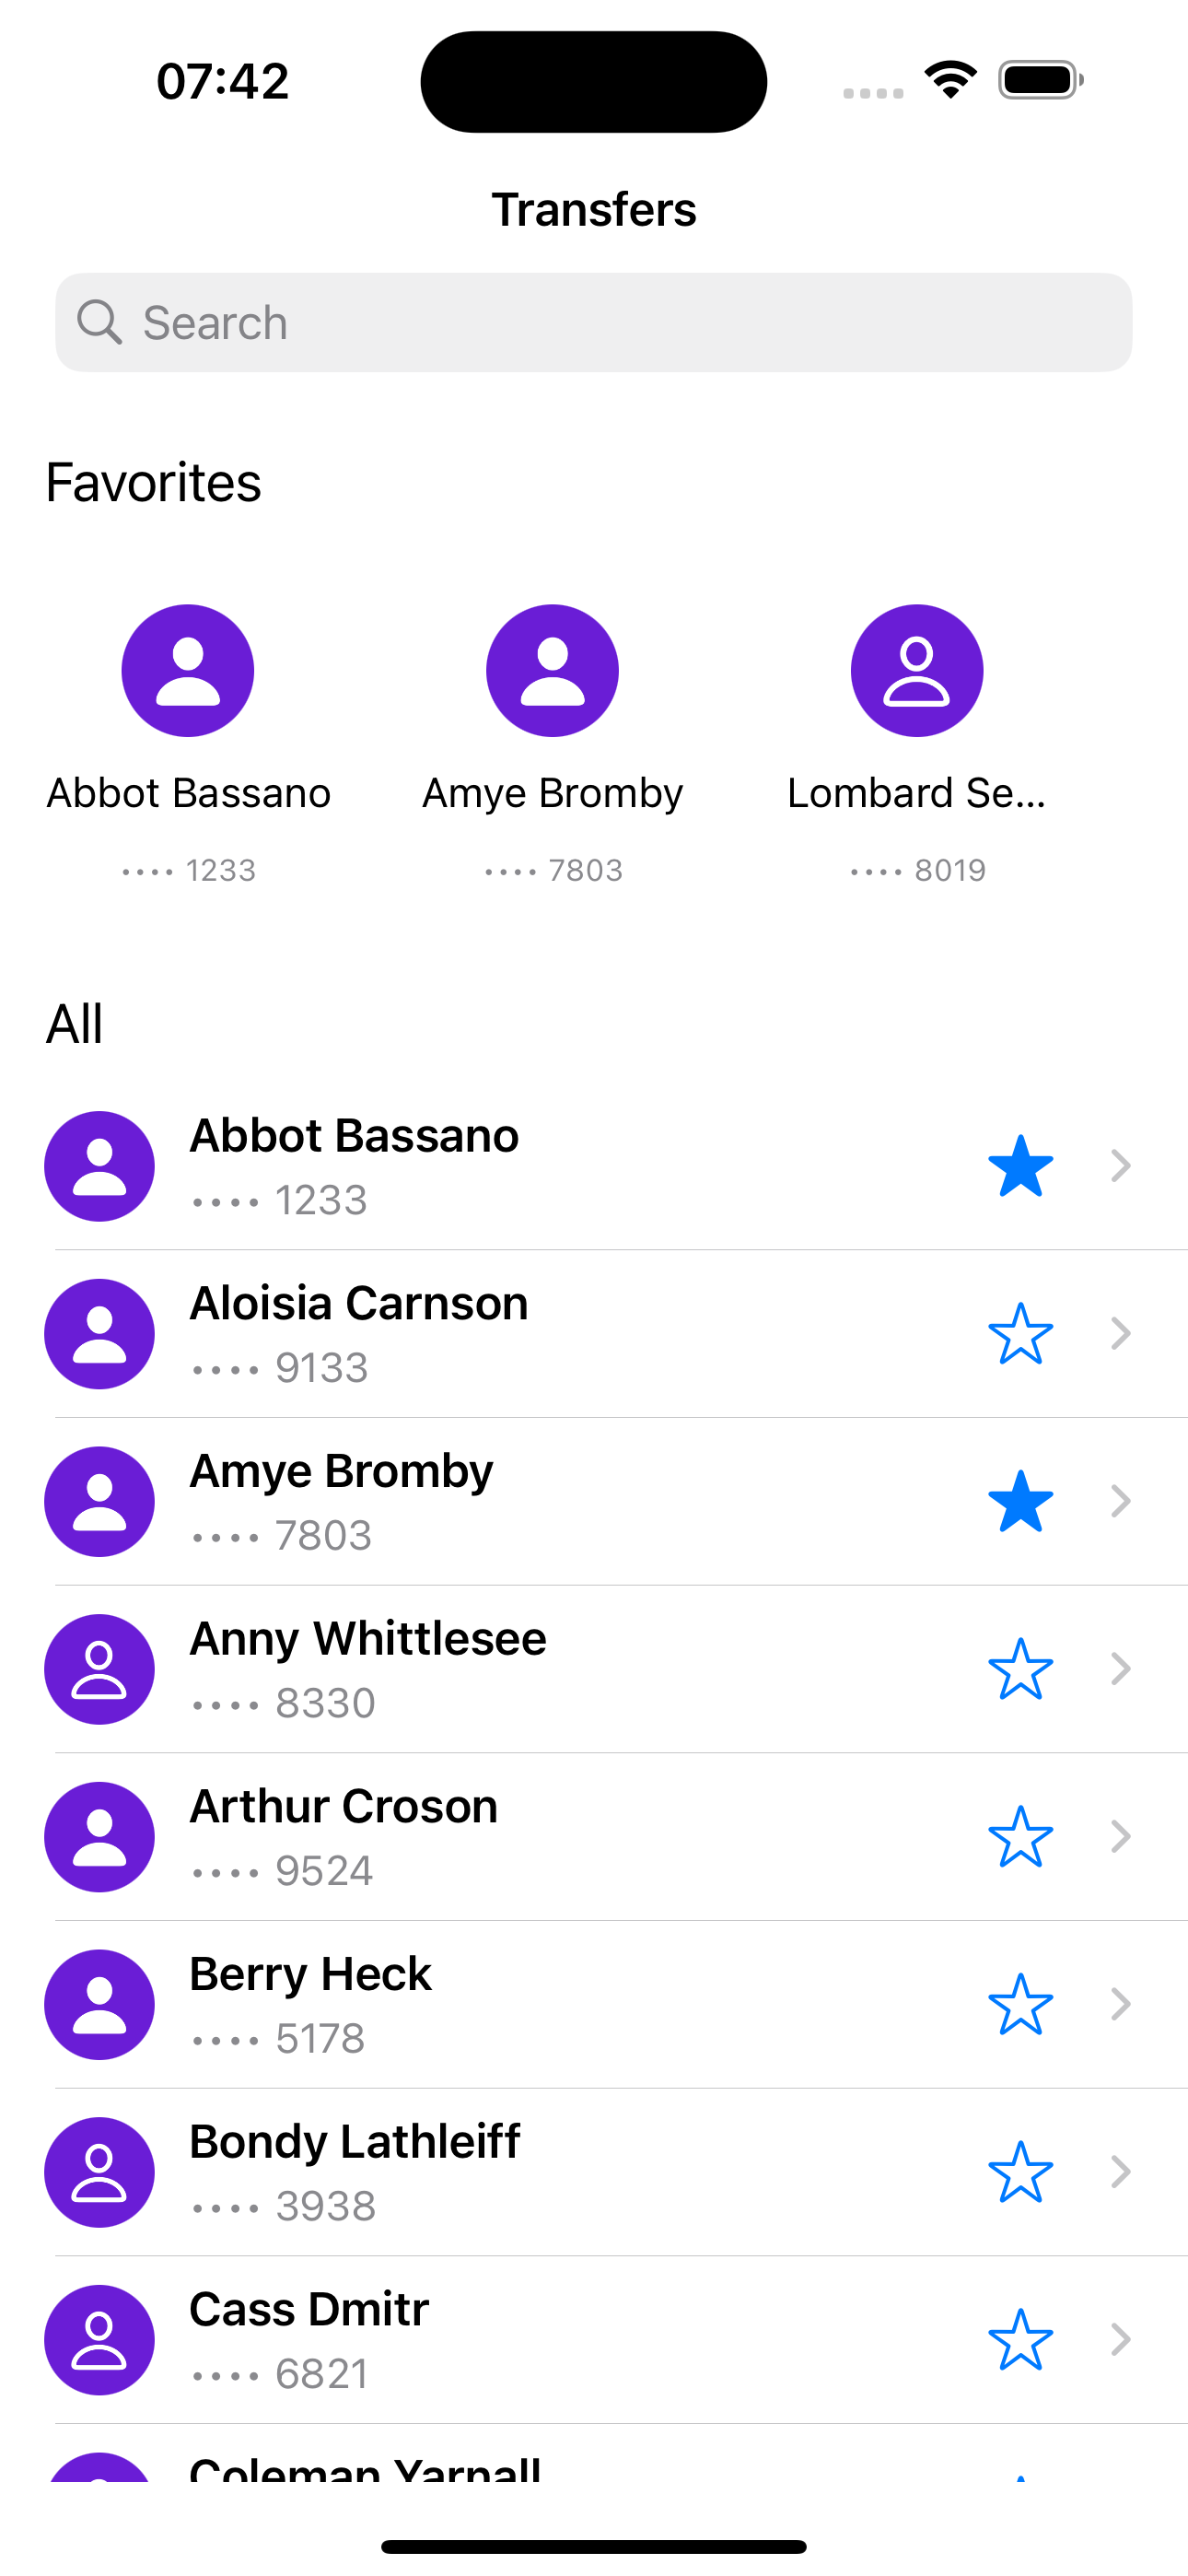 07:42
Transfers
Search
Favorites
Abbot Bassano
Amye Bromby
Lombard Se...
•••• 1233
•••• 7803
•••• 8019
All
Abbot Bassano
•••• 1233
Aloisia Carnson
•••• 9133
Amye Bromby
•••• 7803
Anny Whittlesee
•••• 8330
Arthur Croson
•••• 9524
Berry Heck
•••• 5178
Bondy Lathleiff
•••• 3938
Cass Dmitr
•••• 6821
Coleman Yarnall